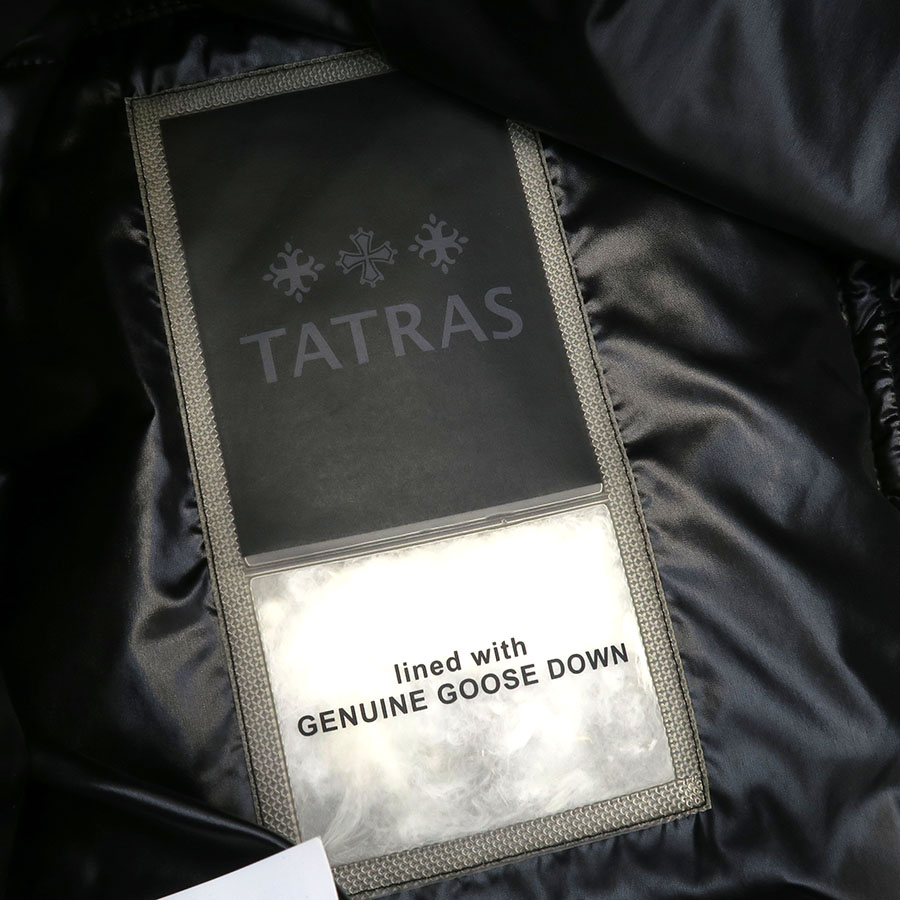 TATRAS
lined with
GENUINE GOOSE DOWN